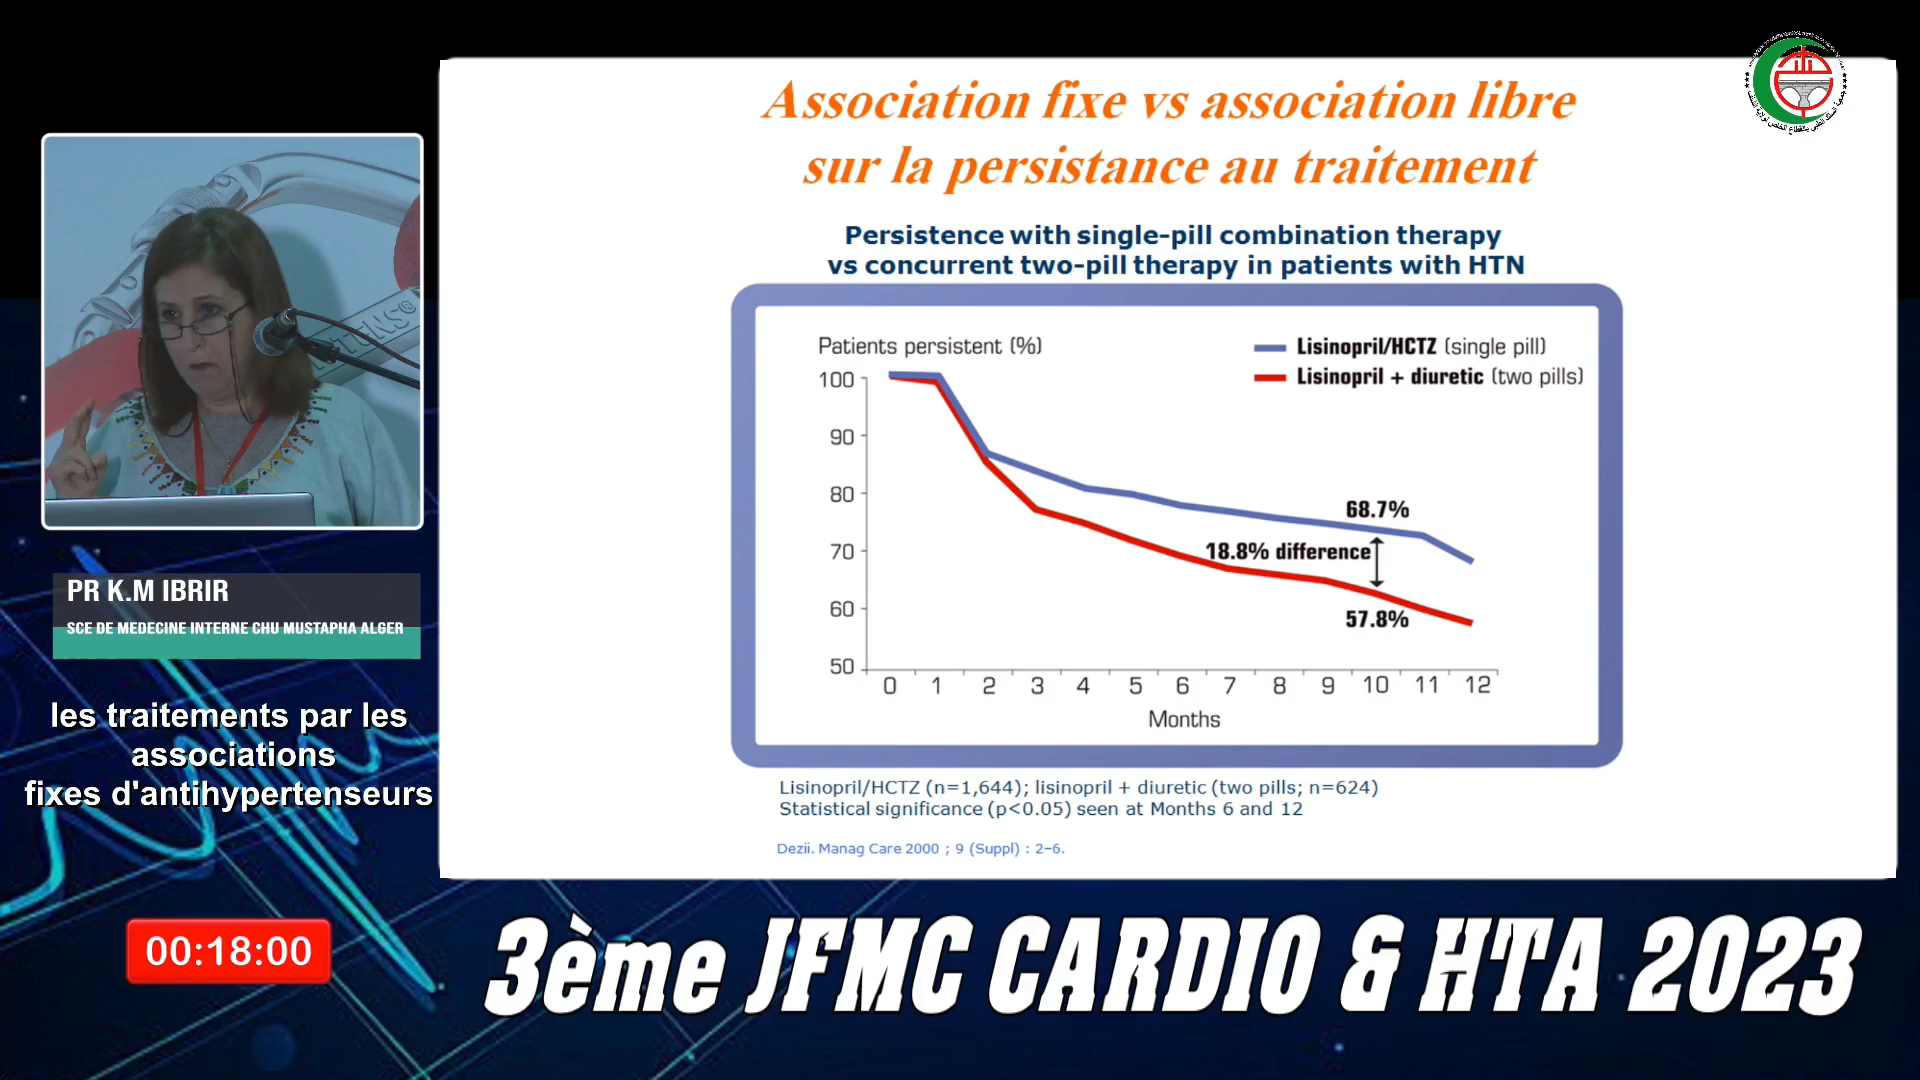 Association fixe vs association libre
sur la persistance au traitement
Persistence with single-pill combination therapy
vs concurrent two-pill therapy in patients with HTN
Patients persistent (%)
Lisinopril/HCTZ (single pill)
Lisinopril + diuretic (two pills)
100
90
80
70
60
50
68.7%
18.8% difference
57.8%
0 1 2 3 4 5 6 7 8 9 10 11 12
Months
Lisinopril/HCTZ (n=1,644); lisinopril + diuretic (two pills; n=624)
Statistical significance (p<0.05) seen at Months 6 and 12
Dezii. Manag Care 2000 ; 9 (Suppl) : 2-6.
PR K.M IBRIR
SCE DE MEDECINE INTERNE CHU MUSTAPHA ALGER
les traitements par les
associations
fixes d'antihypertenseurs
00:18:00
3ème JFMC CARDIO & HTA 2023